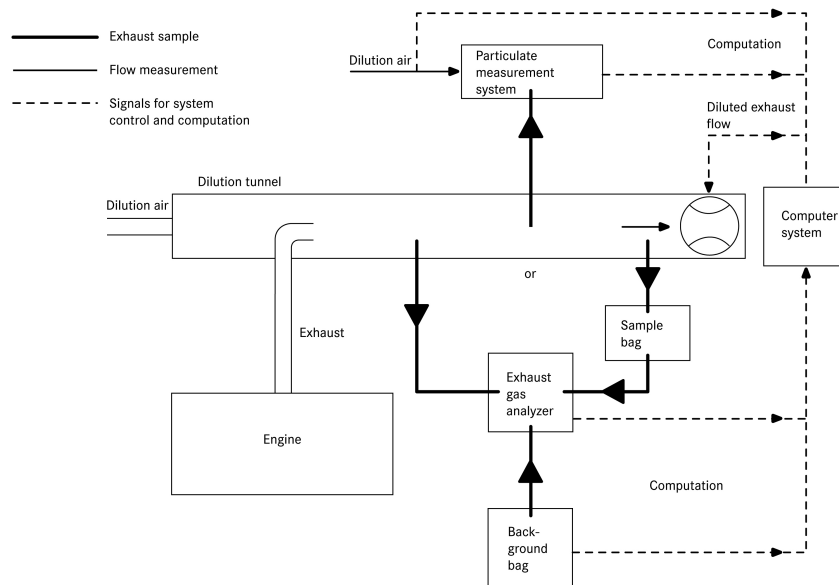 Exhaust sample
Flow measurement
Signals for system
control and computation
Dilution air
Particulate
measurement
system
Computation
Diluted exhaust
flow
Dilution tunnel
Dilution air
Computer
system
or
Exhaust
Sample
bag
Exhaust
gas
analyzer
Engine
Computation
Back-
ground
bag